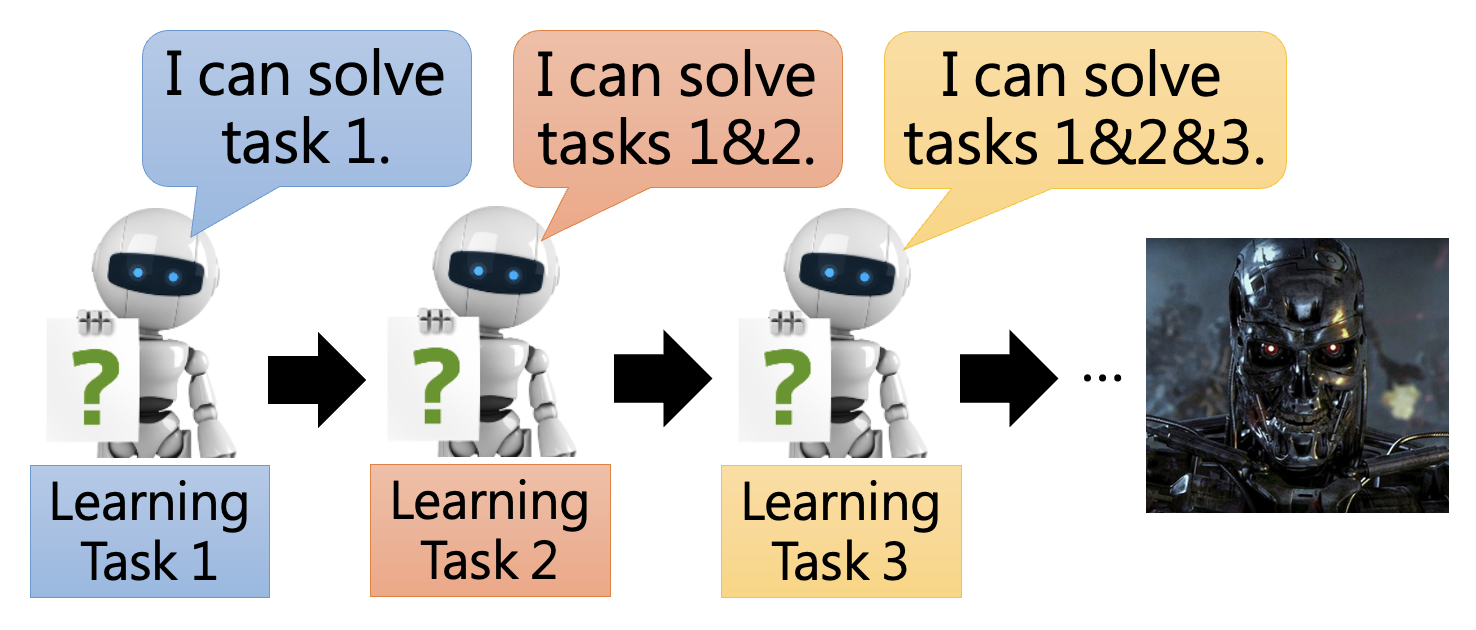 I can solve
task 1.
I can solve
tasks 1&2.
I can solve
tasks 1&2&3.
?
?
?
...
Learning
Task 1
Learning
Task 2
Learning
Task 3